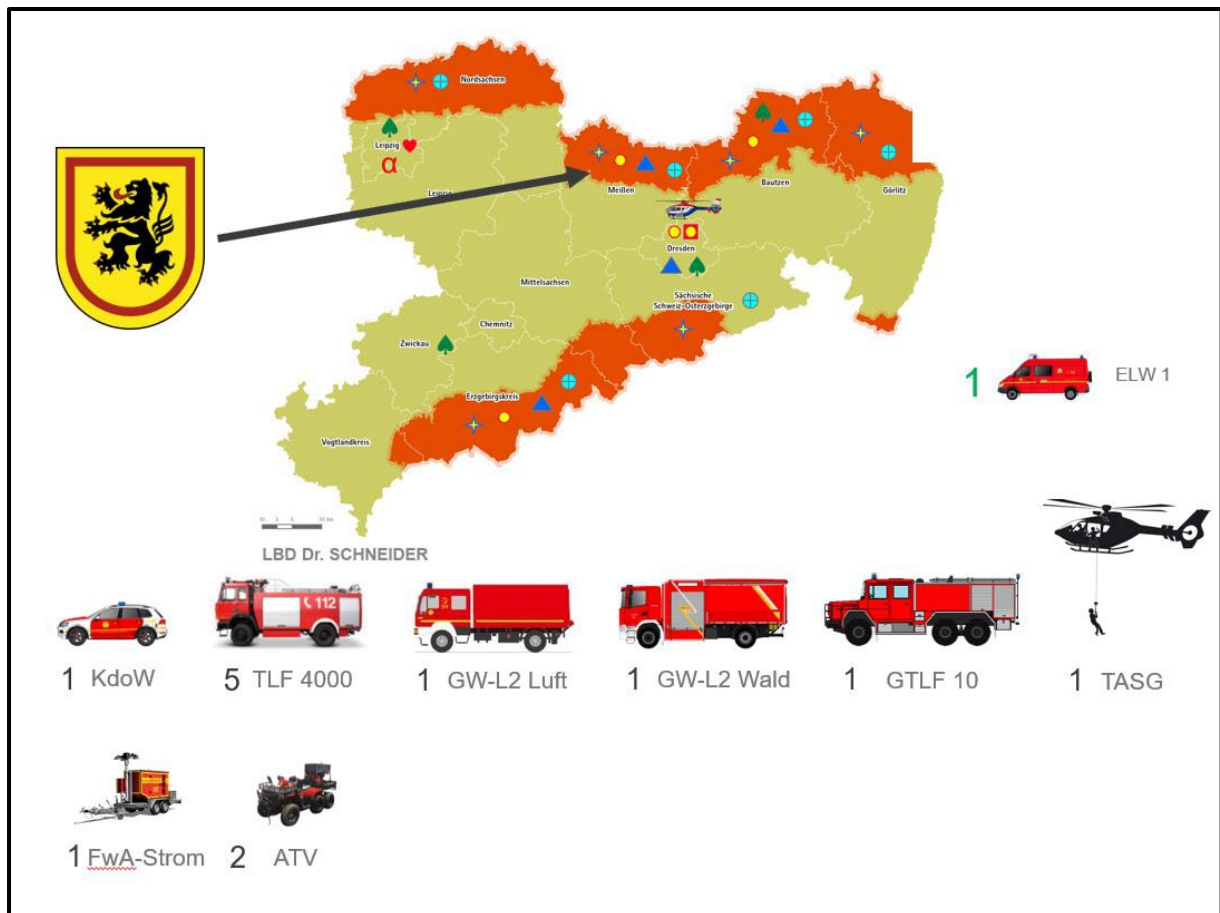 Nordsachsen
Leipzig
α
Leipzig
Meißen
Bautzen
Görlitz
Dresden
Mittelsachsen
Sächsische
Schweiz-Osterzgebirge
Chemnitz
Zwickau
Erzgebirgskreis
Vogtlandkreis
1 ELW 1
LBD Dr. SCHNEIDER
112
1 KdoW
5 TLF 4000
1 GW-L2 Luft
1 GW-L2 Wald
1 GTLF 10
1 TASG
1 FwA-Strom
2 ATV